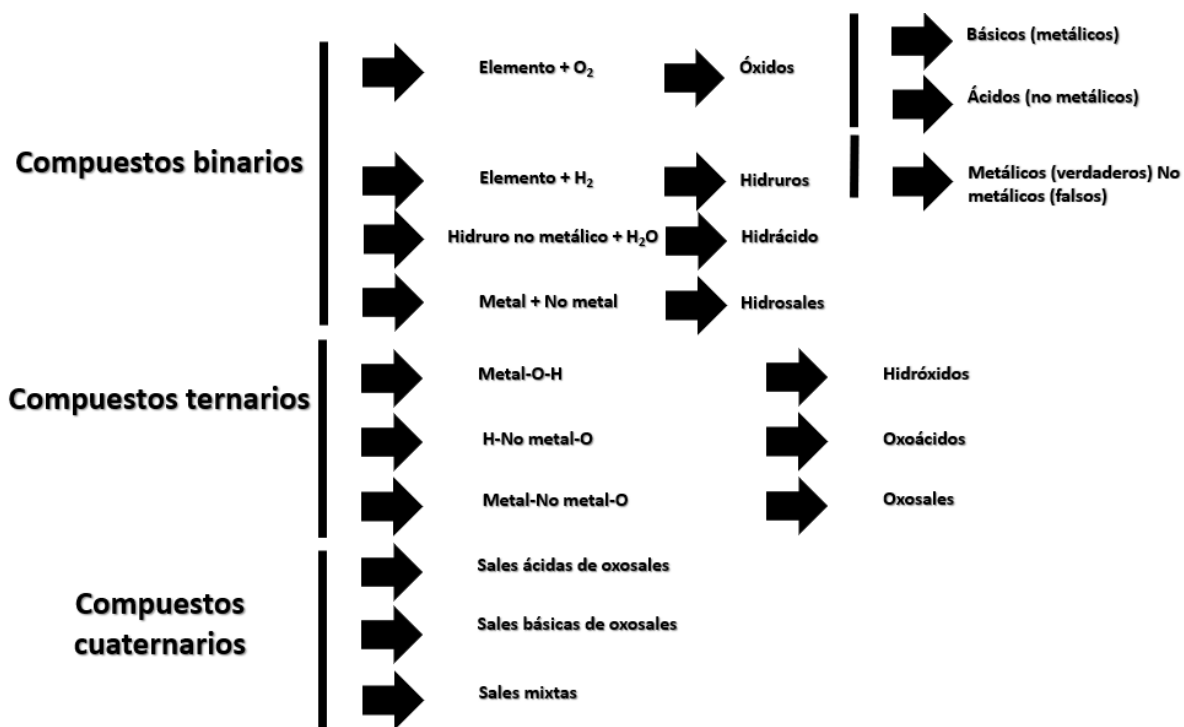 Compuestos binarios
Elemento + O₂
Óxidos
Básicos (metálicos)
Ácidos (no metálicos)
Elemento + H₂
Hidruros
Metálicos (verdaderos) No
metálicos (falsos)
Hidruro no metálico + H₂O
Hidrácido
Metal + No metal
Hidrosales
Compuestos ternarios
Metal-O-H
Hidróxidos
H-No metal-O
Oxoácidos
Metal-No metal-O
Oxosales
Compuestos
cuaternarios
Sales ácidas de oxosales
Sales básicas de oxosales
Sales mixtas